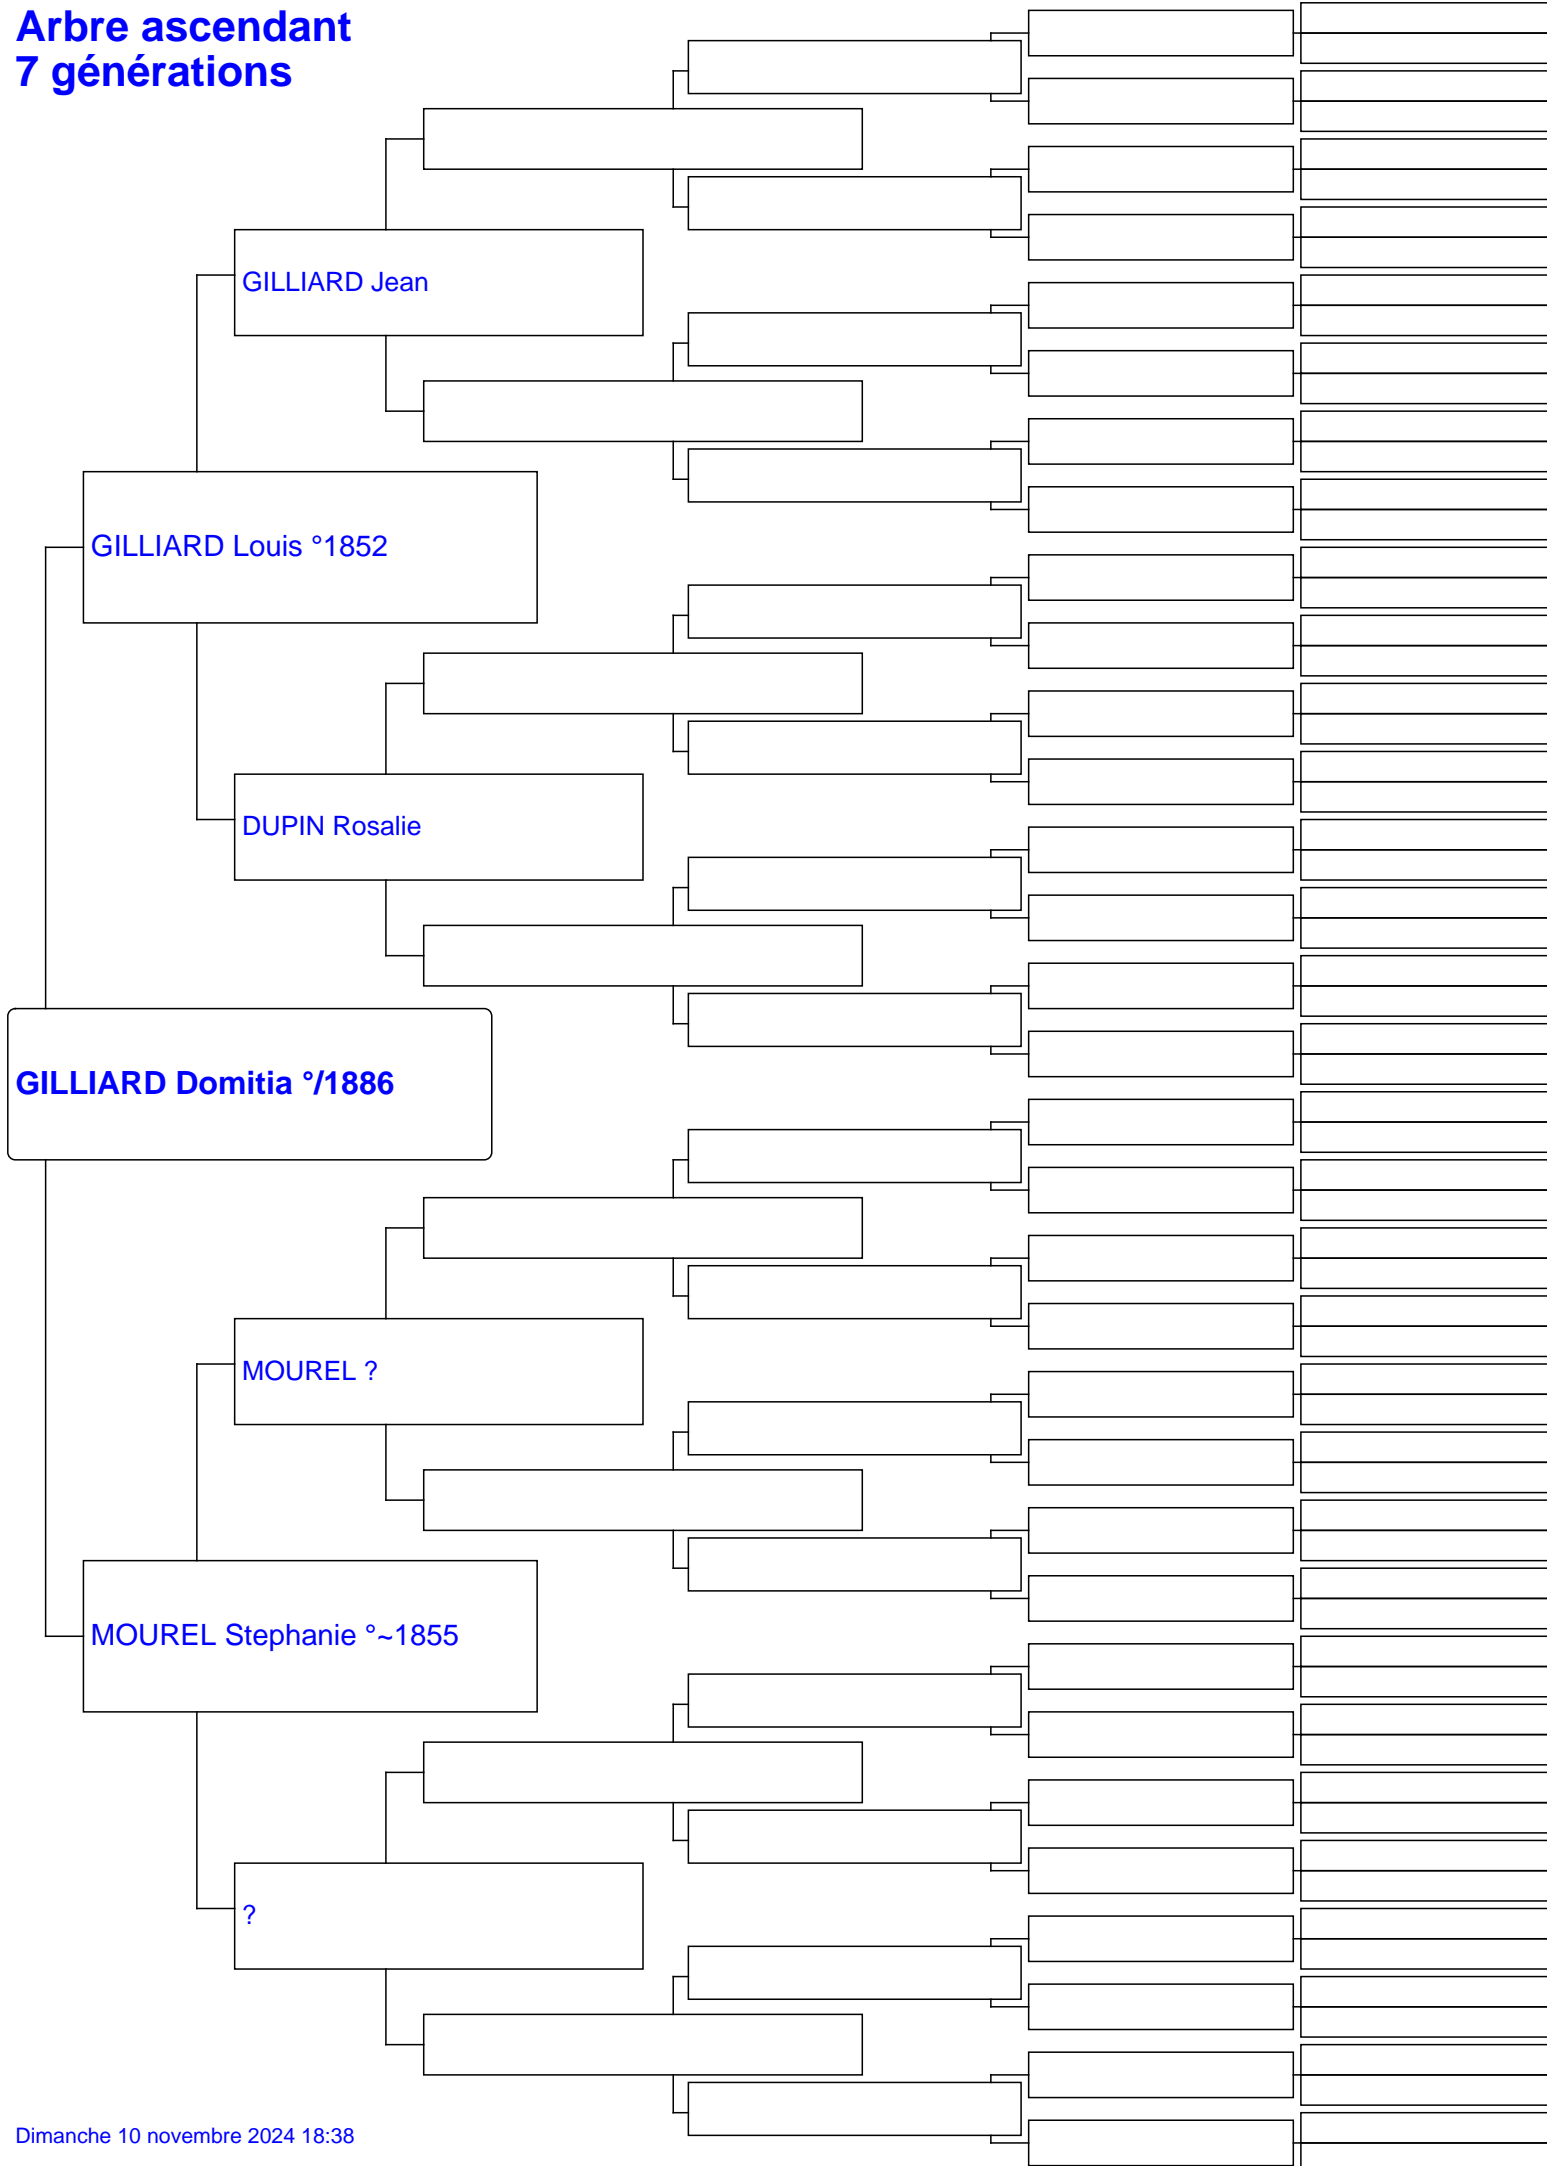 Arbre ascendant
7 générations
GILLIARD Jean
GILLIARD Louis °1852
DUPIN Rosalie
GILLIARD Domitia °/1886
MOUREL ?
MOUREL Stephanie °~1855
?
Dimanche 10 novembre 2024 18:38